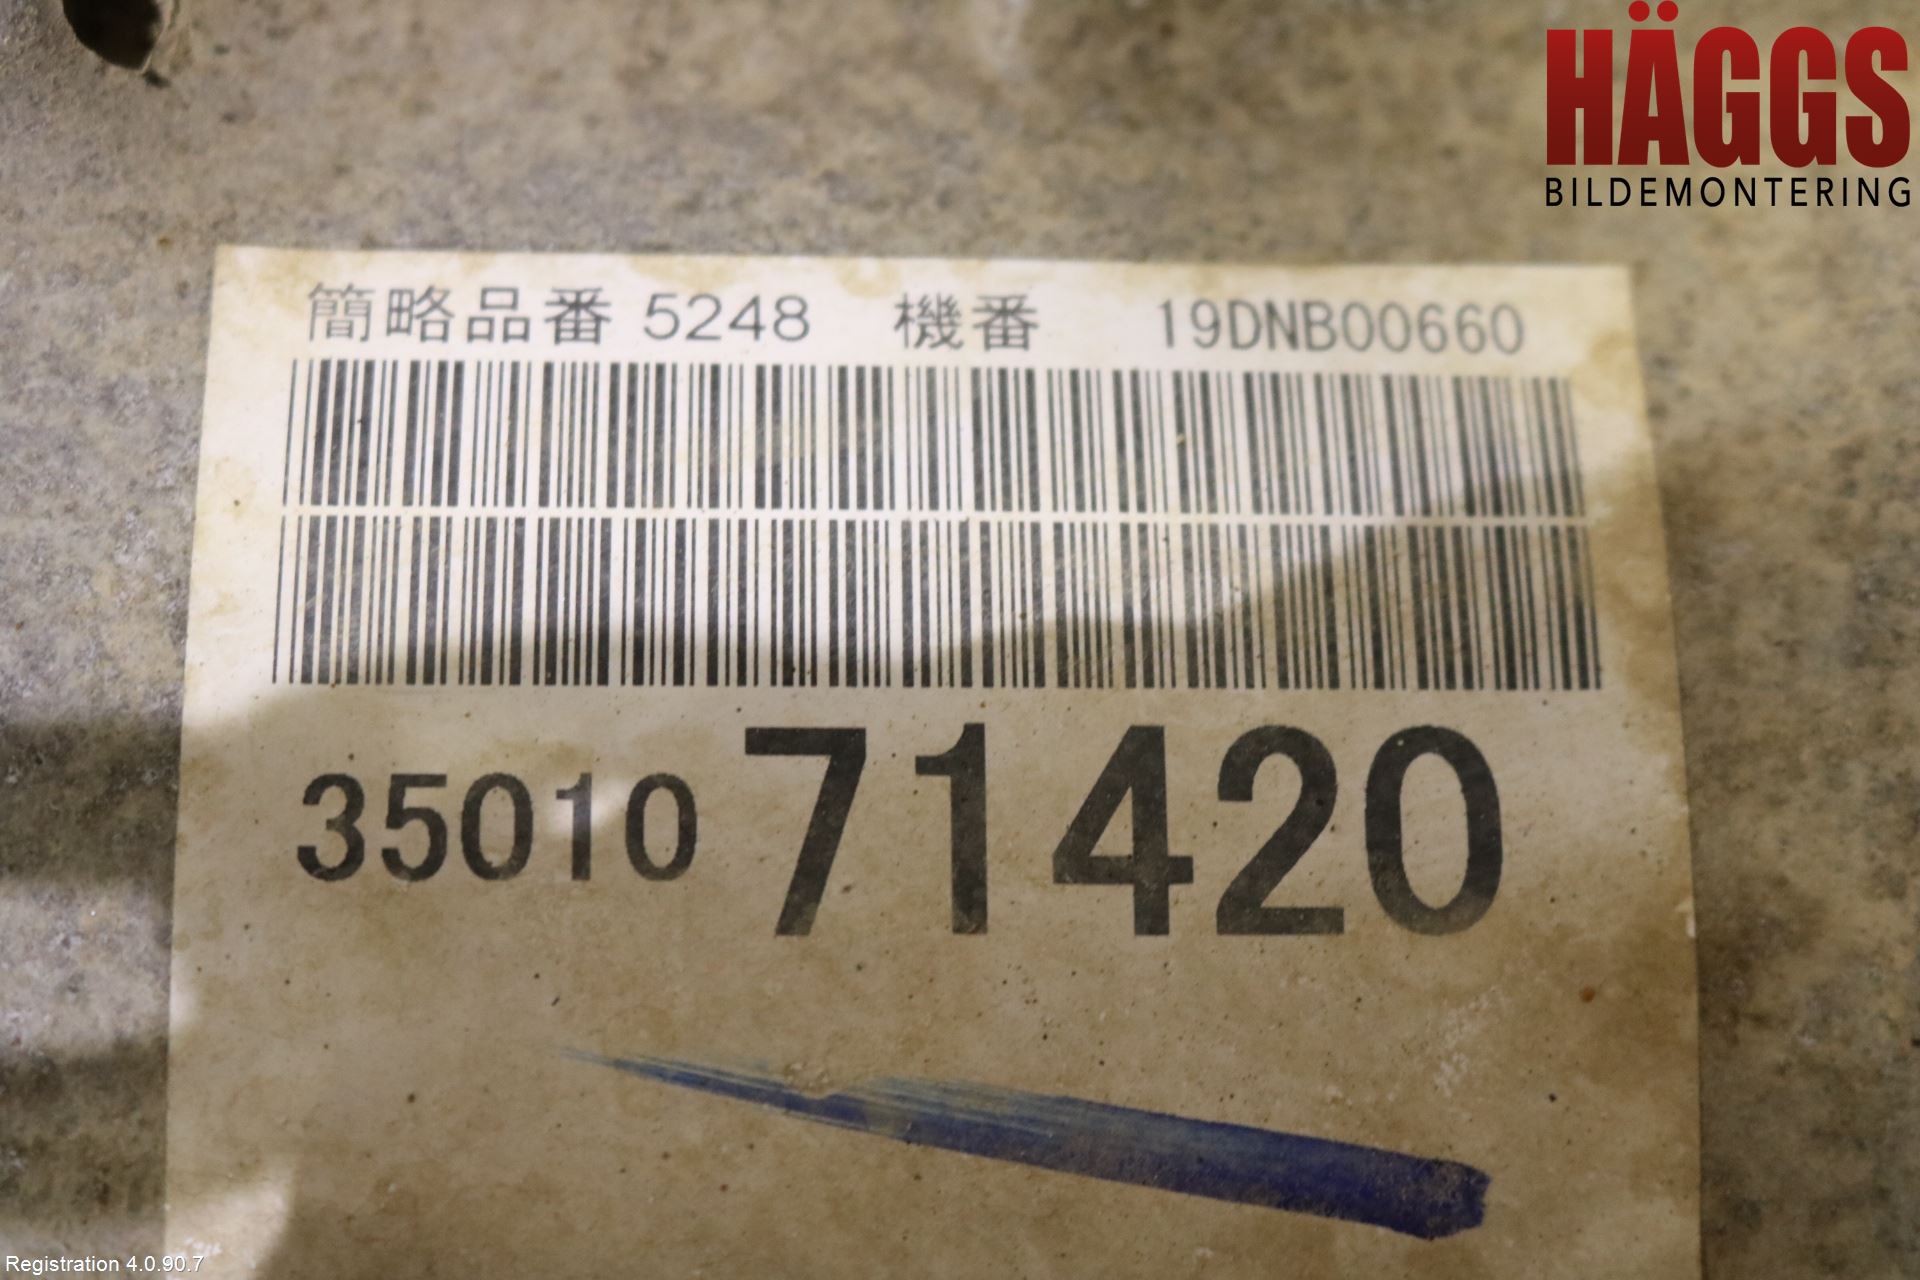 HÄGGS
BILDEMONTERING
簡略品番 5248 機番 19DNB00660
35010 71420
Registration 4.0.90.7